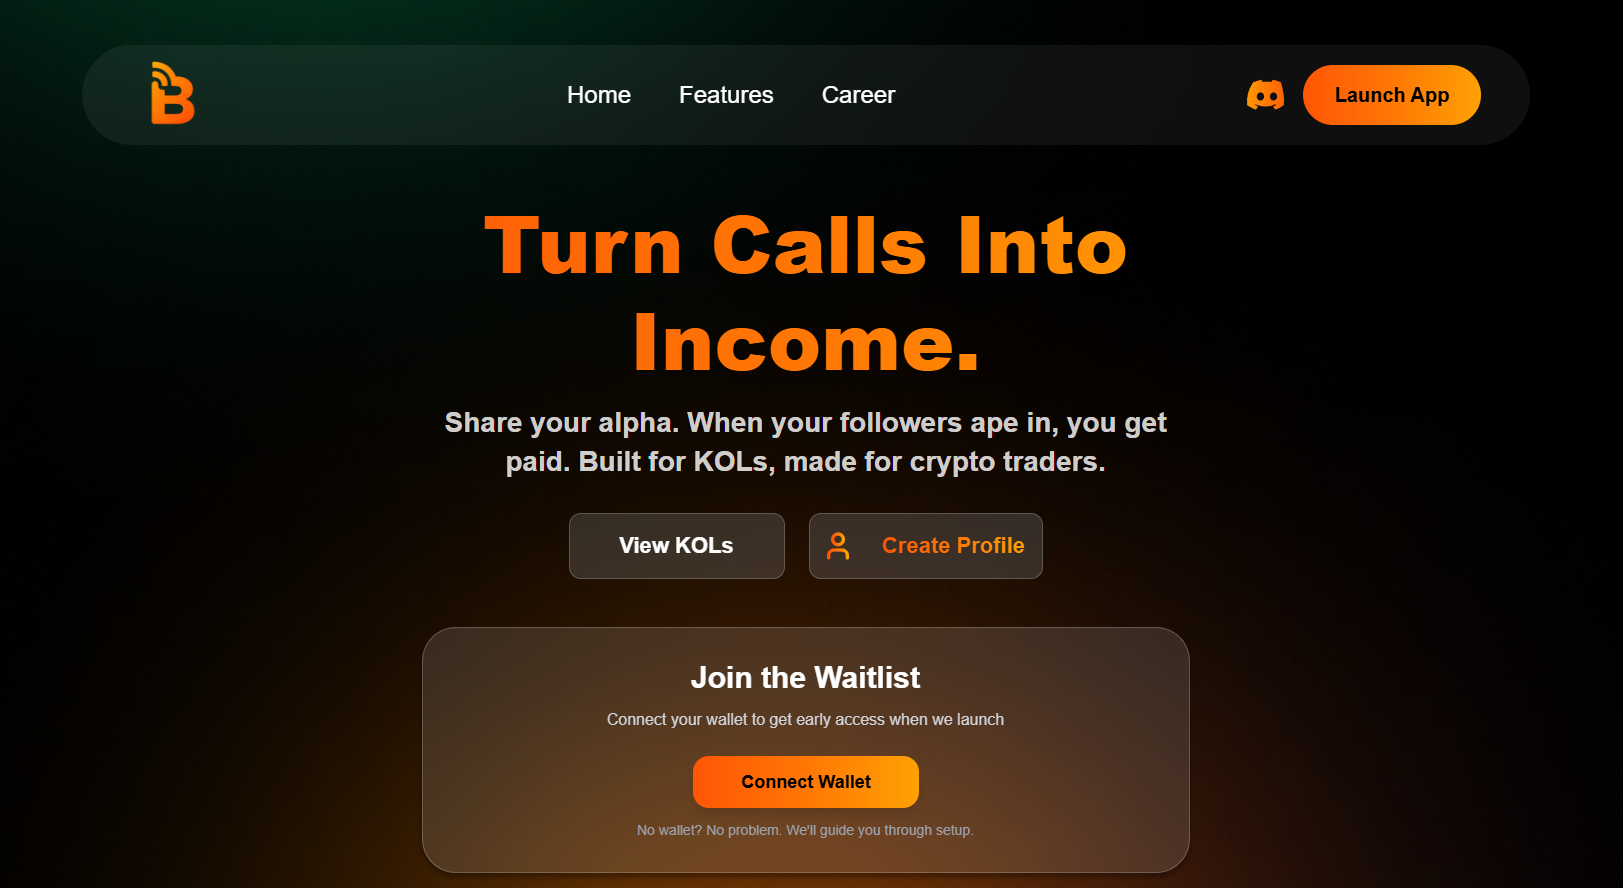 B
Home
Features
Career
Launch App
Turn Calls Into
Income.
Share your alpha. When your followers ape in, you get
paid. Built for KOLs, made for crypto traders.
View KOLs
Create Profile
Join the Waitlist
Connect your wallet to get early access when we launch
Connect Wallet
No wallet? No problem. We'll guide you through setup.